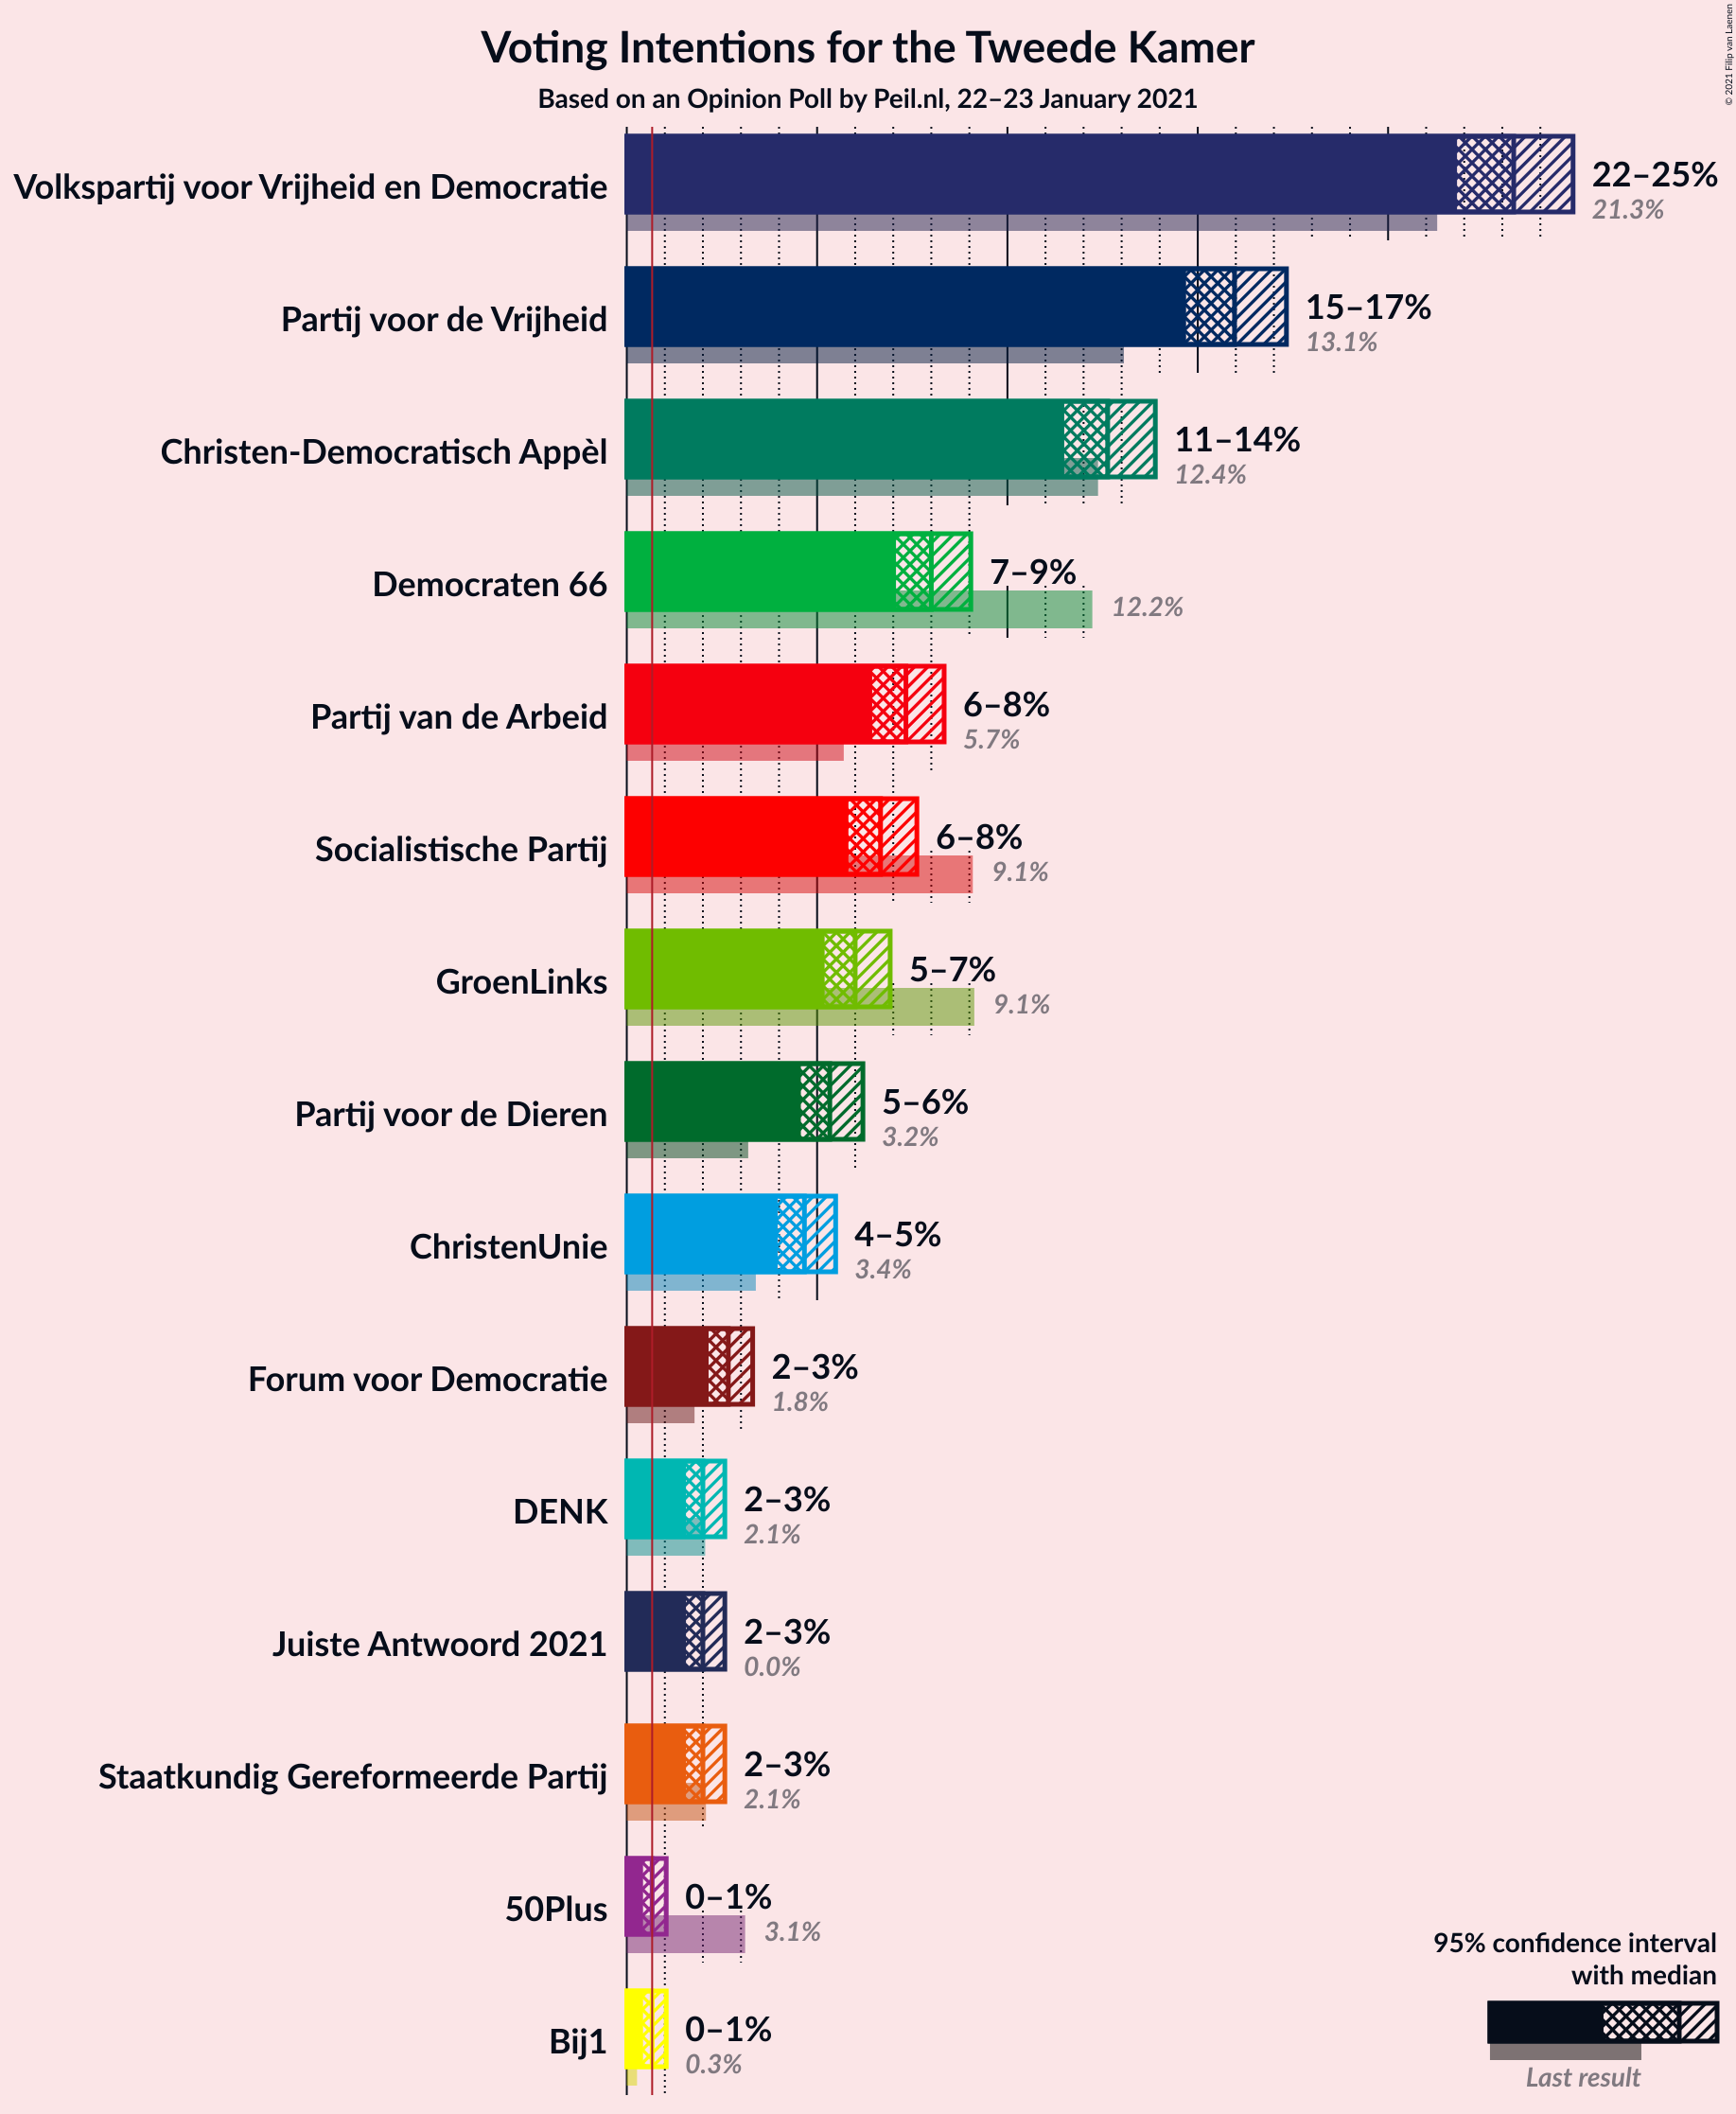 Voting Intentions for the Tweede Kamer
Based on an Opinion Poll by Peil.nl, 22–23 January 2021
© 2021 Filip van Laenen
Volkspartij voor Vrijheid en Democratie
22–25%
21.3%
Partij voor de Vrijheid
15–17%
13.1%
Christen-Democratisch Appèl
11–14%
12.4%
Democraten 66
7–9%
12.2%
Partij van de Arbeid
6–8%
5.7%
Socialistische Partij
6–8%
9.1%
GroenLinks
5–7%
9.1%
Partij voor de Dieren
5–6%
3.2%
ChristenUnie
4–5%
3.4%
Forum voor Democratie
2–3%
1.8%
DENK
2–3%
2.1%
Juiste Antwoord 2021
2–3%
0.0%
Staatkundig Gereformeerde Partij
2–3%
2.1%
50Plus
0–1%
3.1%
Bij1
0–1%
0.3%
95% confidence interval
with median
Last result